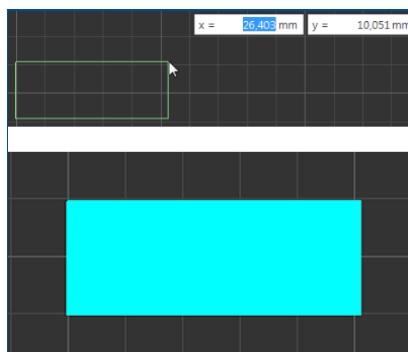 x = 26,403 mm y = 10,051 mm